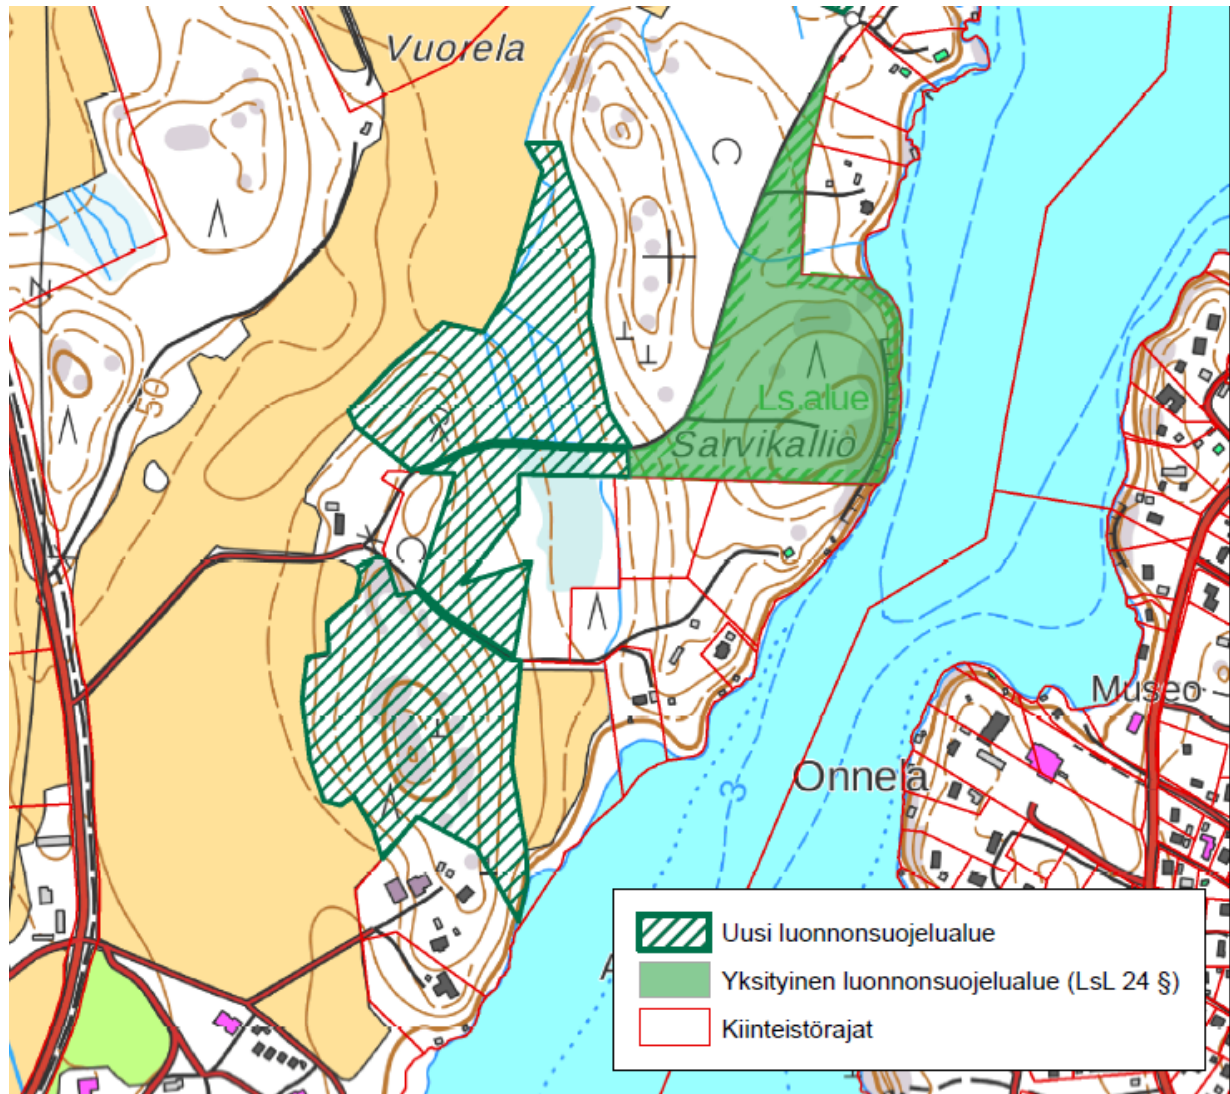 Vuorela
50
Ls.alue
Sarvikallio
Museo
Onnela
3
A
Uusi luonnonsuojelualue
Yksityinen luonnonsuojelualue (LsL 24 §)
Kiinteistörajat